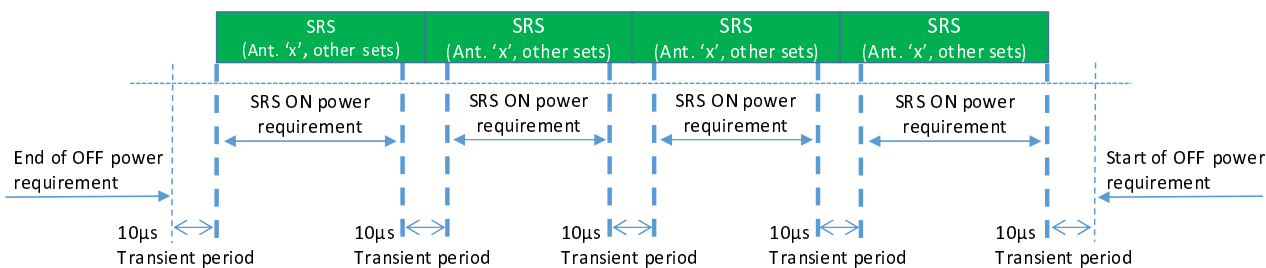 SRS
(Ant. ‘x’, other sets)
SRS
(Ant. ‘x’, other sets)
SRS
(Ant. ‘x’, other sets)
SRS
(Ant. ‘x’, other sets)
SRS ON power
requirement
SRS ON power
requirement
SRS ON power
requirement
SRS ON power
requirement
End of OFF power
requirement
Start of OFF power
requirement
10µs
Transient period
10µs
Transient period
10µs
Transient period
10µs
Transient period
10µs
Transient period